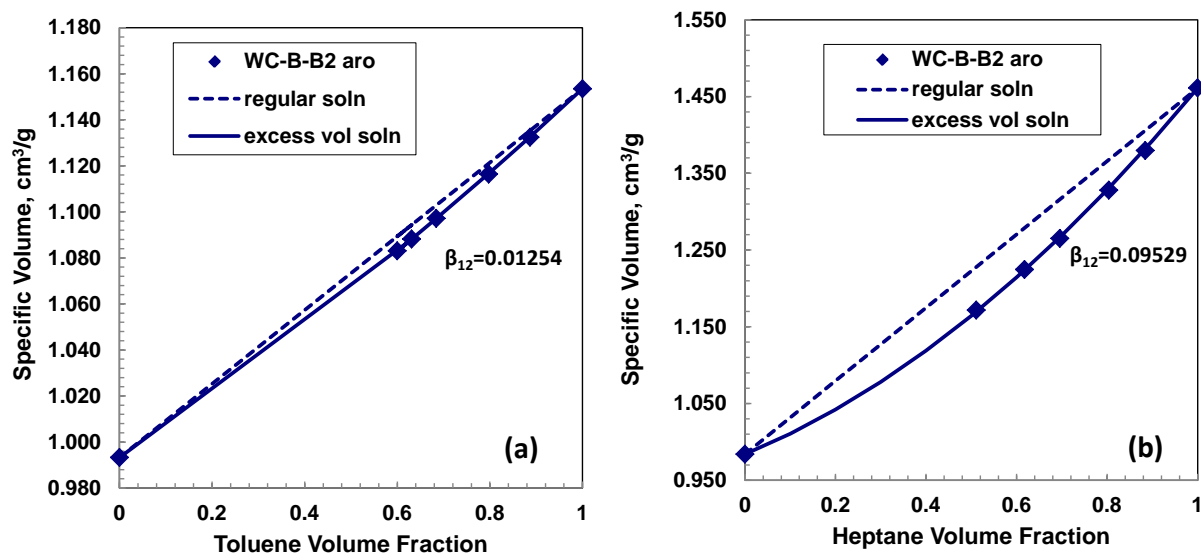 1.180
1.160
1.140
1.120
1.100
1.080
1.060
1.040
1.020
1.000
0.980
Specific Volume, cm³/g
WC-B-B2 aro
regular soln
excess vol soln
β₁₂=0.01254
(a)
0
0.2
0.4
0.6
0.8
1
Toluene Volume Fraction
1.550
1.450
1.350
1.250
1.150
1.050
0.950
Specific Volume, cm³/g
WC-B-B2 aro
regular soln
excess vol soln
β₁₂=0.09529
(b)
0
0.2
0.4
0.6
0.8
1
Heptane Volume Fraction